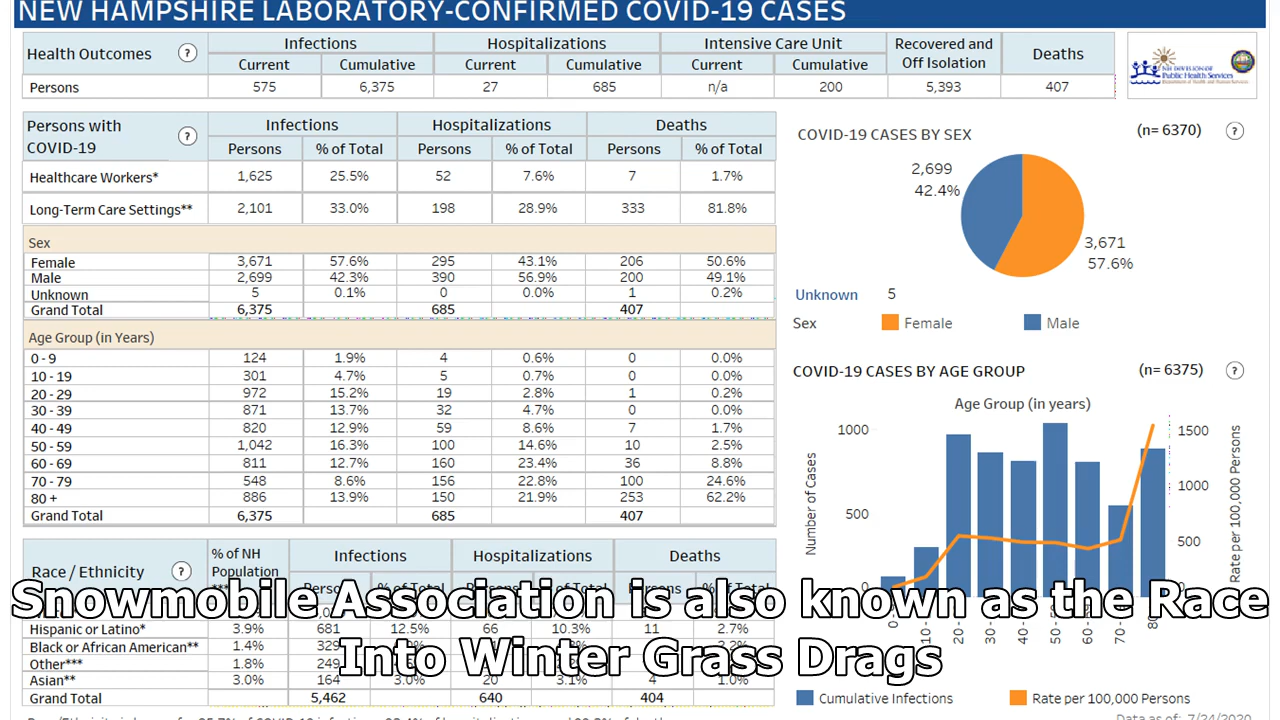 NEW HAMPSHIRE LABORATORY-CONFIRMED COVID-19 CASES
Health Outcomes ? Infections Hospitalizations Intensive Care Unit Recovered and Off Isolation Deaths
Current Cumulative Current Cumulative Current Cumulative
Persons 575 6,375 27 685 n/a 200 5,393 407
NH DIVISION OF
Public Health Services
Persons with COVID-19 ? Infections Hospitalizations Deaths
Persons % of Total Persons % of Total Persons % of Total
Healthcare Workers* 1,625 25.5% 52 7.6% 7 1.7%
Long-Term Care Settings** 2,101 33.0% 198 28.9% 333 81.8%
Sex
Female 3,671 57.6% 295 43.1% 206 50.6%
Male 2,699 42.3% 390 56.9% 200 49.1%
Unknown 5 0.1% 0 0.0% 1 0.2%
Grand Total 6,375 685 407
Age Group (in Years)
0 - 9 124 1.9% 4 0.6% 0 0.0%
10 - 19 301 4.7% 5 0.7% 0 0.0%
20 - 29 972 15.2% 19 2.8% 1 0.2%
30 - 39 871 13.7% 32 4.7% 0 0.0%
40 - 49 820 12.9% 59 8.6% 7 1.7%
50 - 59 1,042 16.3% 100 14.6% 10 2.5%
60 - 69 811 12.7% 160 23.4% 36 8.8%
70 - 79 548 8.6% 156 22.8% 100 24.6%
80 + 886 13.9% 150 21.9% 253 62.2%
Grand Total 6,375 685 407
Race / Ethnicity ? % of NH Population Infections Hospitalizations Deaths
Hispanic or Latino* 3.9% 681 12.5% 66 10.3% 11 2.7%
Black or African American** 1.4% 329
Other*** 1.8% 249
Asian** 3.0% 164 3.0% 20 3.1% 4 1.0%
Grand Total 5,462 640 404
COVID-19 CASES BY SEX (n= 6370) ?
2,699
42.4%
3,671
57.6%
Unknown 5
Sex Female Male
COVID-19 CASES BY AGE GROUP (n= 6375) ?
Age Group (in years)
Number of Cases
1000
500
0
Rate per 100,000 Persons
1500
1000
500
Cumulative Infections Rate per 100,000 Persons
Data as of: 7/24/2020
Snowmobile Association is also known as the Race
Into Winter Grass Drags